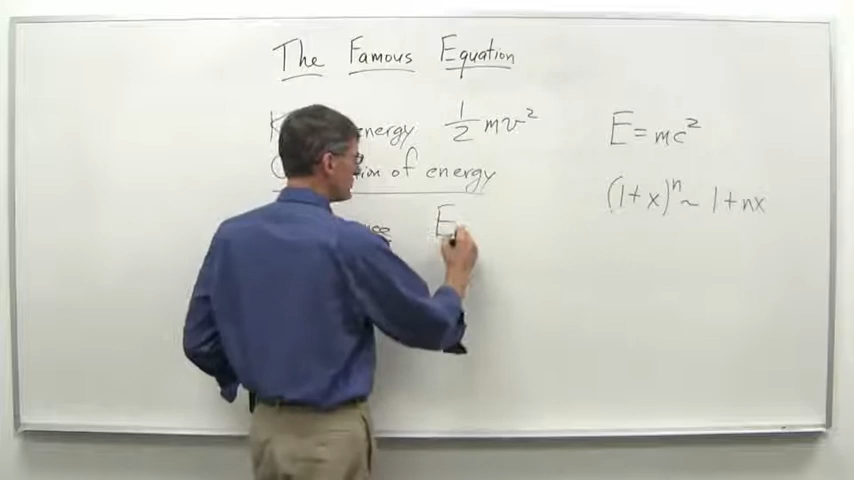 The Famous Equation
energy 1/2 mv²
of energy
E
E = mc²
(1+x)ⁿ ~ 1+nx